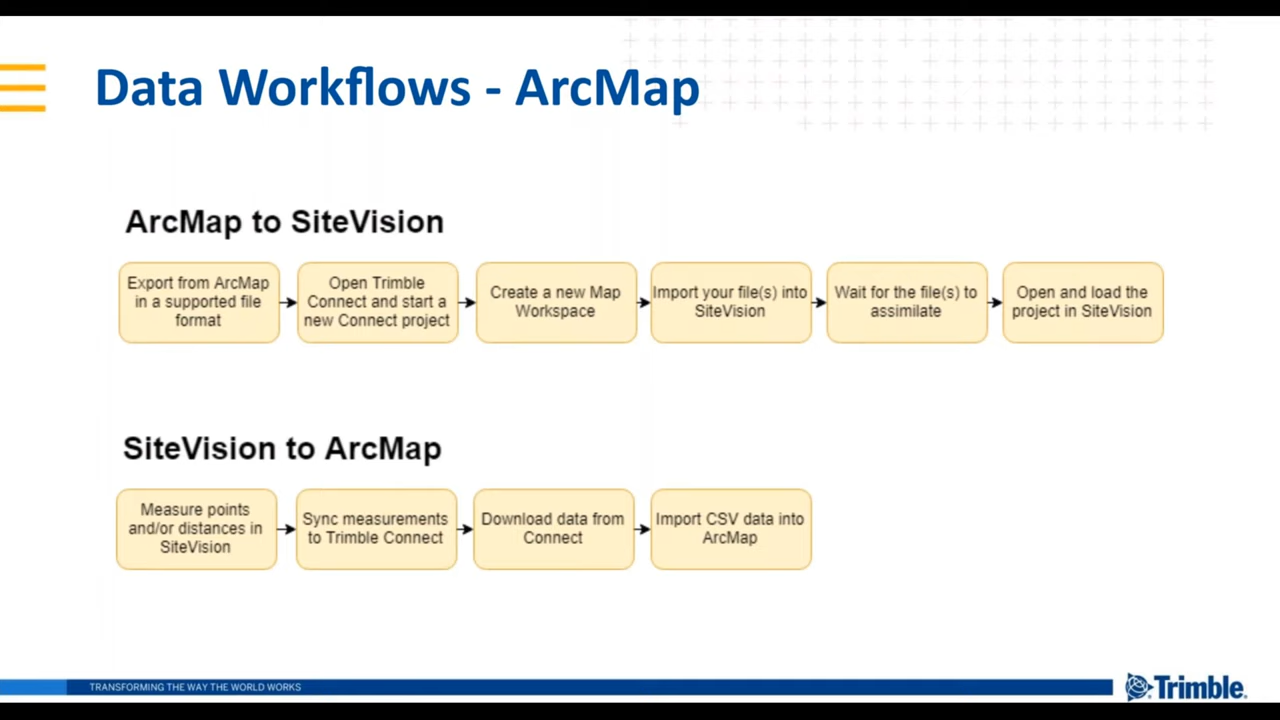 Data Workflows - ArcMap
ArcMap to SiteVision
Export from ArcMap
in a supported file
format
Open Trimble
Connect and start a
new Connect project
Create a new Map
Workspace
Import your file(s) into
SiteVision
Wait for the file(s) to
assimilate
Open and load the
project in SiteVision
SiteVision to ArcMap
Measure points
and/or distances in
SiteVision
Sync measurements
to Trimble Connect
Download data from
Connect
Import CSV data into
ArcMap
TRANSFORMING THE WAY THE WORLD WORKS
Trimble